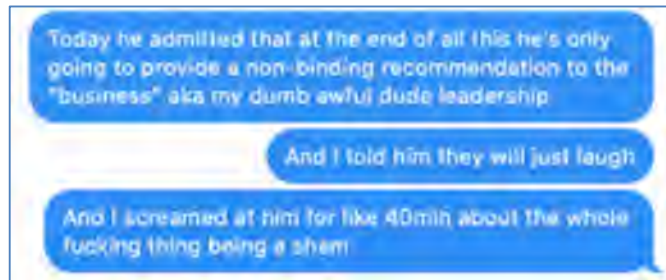 Today he admitted that at the end of all this he's only
going to provide a non-binding recommendation to the
"business" aka my dumb awful dude leadership
And I told him they will just laugh
And I screamed at him for like 40min about the whole
fucking thing being a sham